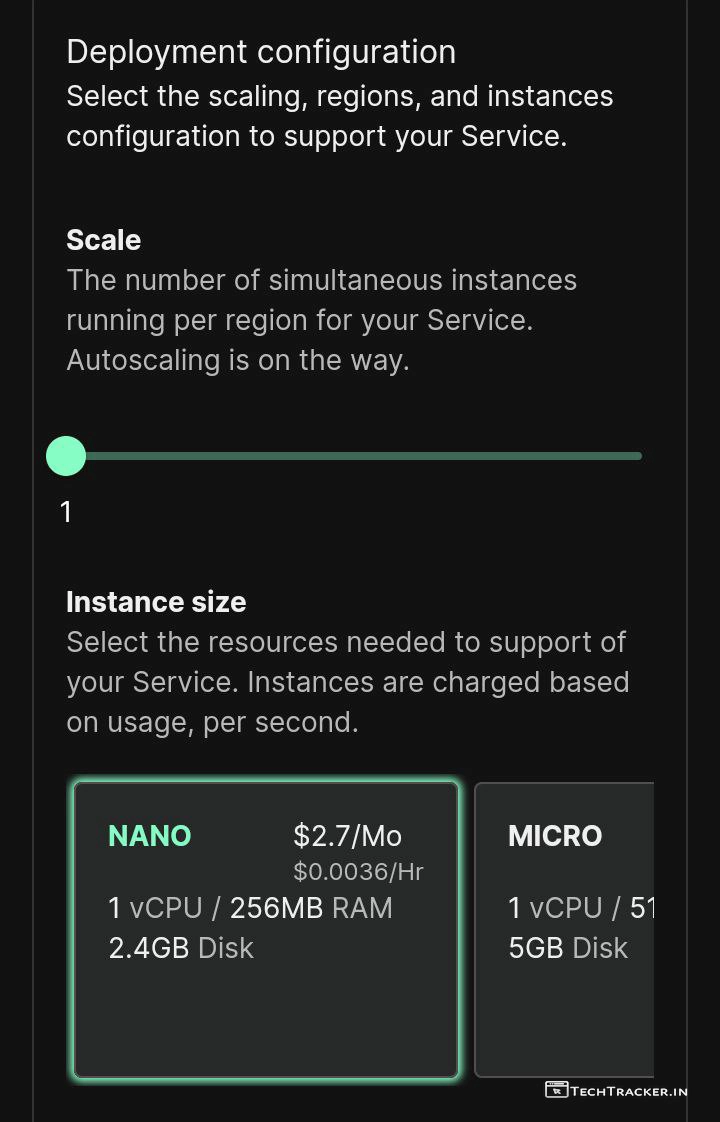 Deployment configuration
Select the scaling, regions, and instances
configuration to support your Service.
Scale
The number of simultaneous instances
running per region for your Service.
Autoscaling is on the way.
1
Instance size
Select the resources needed to support of
your Service. Instances are charged based
on usage, per second.
NANO $2.7/Mo
$0.0036/Hr
1 vCPU / 256MB RAM
2.4GB Disk
MICRO
1 vCPU / 51
5GB Disk
TECHTRACKER.IN